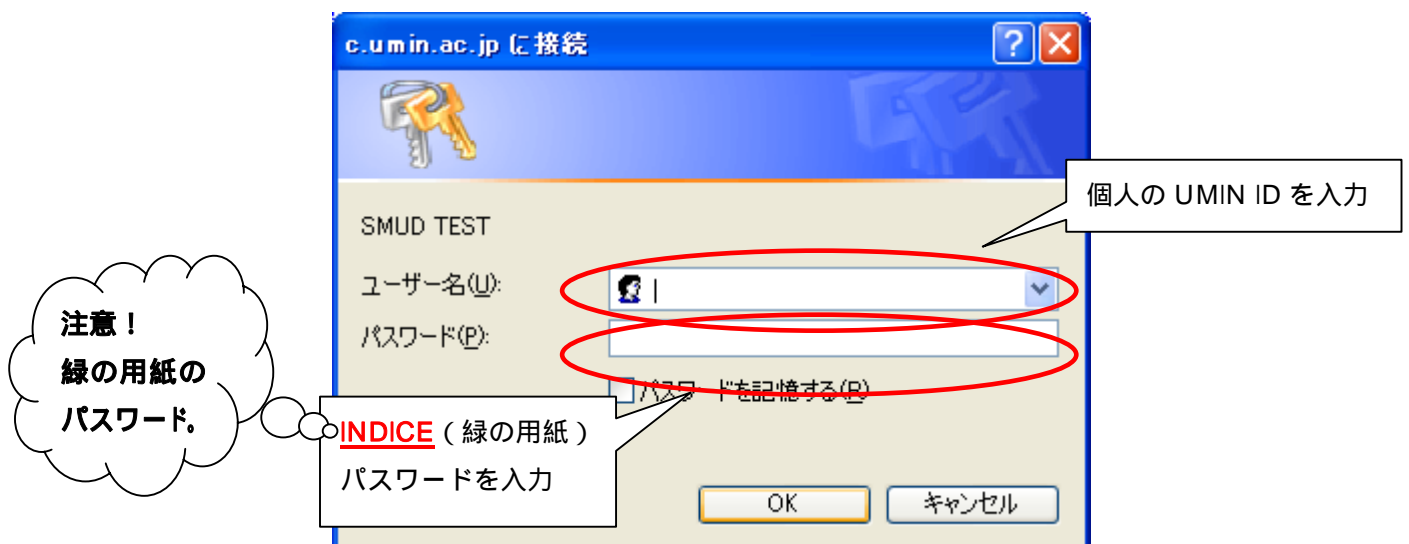 c.umin.ac.jp に接続
個人の UMIN ID を入力
SMUD TEST
ユーザー名(U):
パスワード(P):
パスワードを記憶する(R)
注意！
緑の用紙の
パスワード。
INDICE（緑の用紙）
パスワードを入力
OK
キャンセル